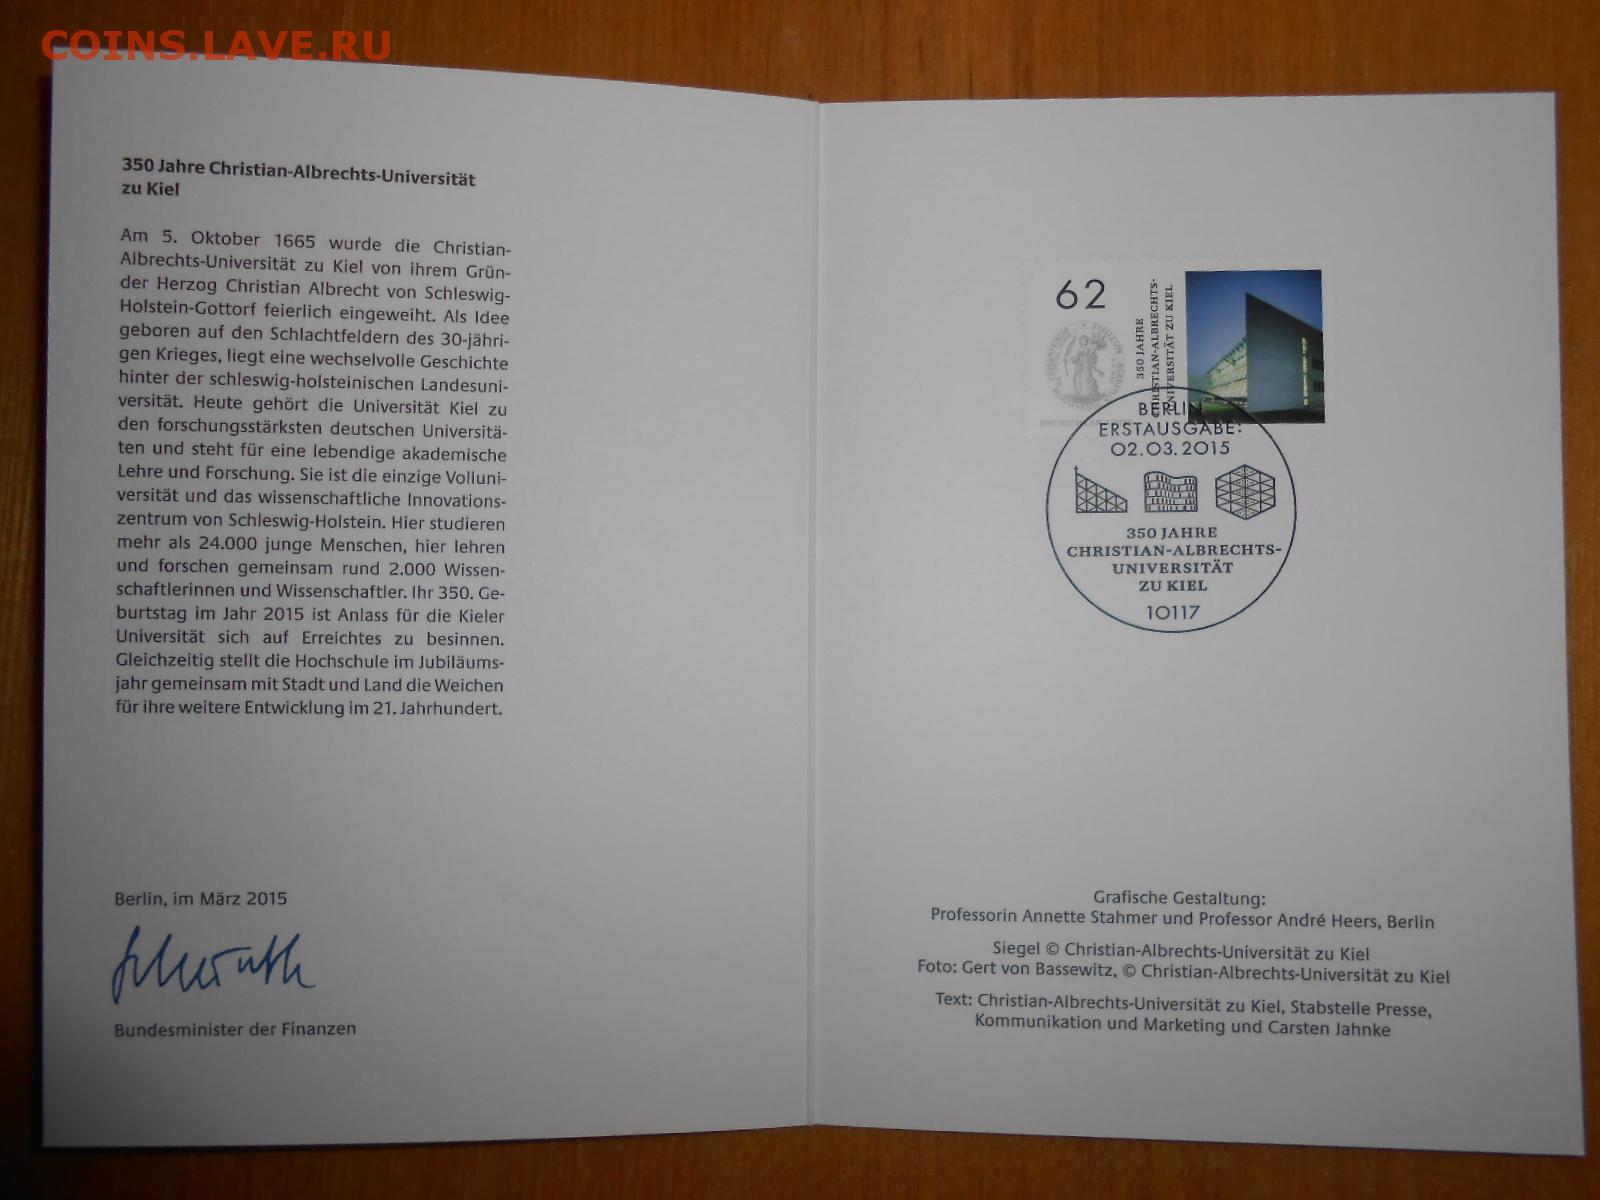 COINS.LAVE.RU
350 Jahre Christian-Albrechts-Universität
zu Kiel
Am 5. Oktober 1665 wurde die Christian-
Albrechts-Universität zu Kiel von ihrem Grün-
der Herzog Christian Albrecht von Schleswig-
Holstein-Gottorf feierlich eingeweiht. Als Idee
geboren auf den Schlachtfeldern des 30-jähri-
gen Krieges, liegt eine wechselvolle Geschichte
hinter der schleswig-holsteinischen Landesuni-
versität. Heute gehört die Universität Kiel zu
den forschungsstärksten deutschen Universitä-
ten und steht für eine lebendige akademische
Lehre und Forschung. Sie ist die einzige Volluni-
versität und das wissenschaftliche Innovations-
zentrum von Schleswig-Holstein. Hier studieren
mehr als 24.000 junge Menschen, hier lehren
und forschen gemeinsam rund 2.000 Wissen-
schaftlerinnen und Wissenschaftler. Ihr 350. Ge-
burtstag im Jahr 2015 ist Anlass für die Kieler
Universität sich auf Erreichtes zu besinnen.
Gleichzeitig stellt die Hochschule im Jubiläums-
jahr gemeinsam mit Stadt und Land die Weichen
für ihre weitere Entwicklung im 21. Jahrhundert.
Berlin, im März 2015
Bundesminister der Finanzen
62
350 JAHRE
CHRISTIAN-ALBRECHTS-
UNIVERSITÄT ZU KIEL
BERLIN
ERSTAUSGABE:
02.03.2015
350 JAHRE
CHRISTIAN-ALBRECHTS-
UNIVERSITÄT
ZU KIEL
10117
Grafische Gestaltung:
Professorin Annette Stahmer und Professor André Heers, Berlin
Siegel © Christian-Albrechts-Universität zu Kiel
Foto: Gert von Bassewitz, © Christian-Albrechts-Universität zu Kiel
Text: Christian-Albrechts-Universität zu Kiel, Stabstelle Presse,
Kommunikation und Marketing und Carsten Jahnke